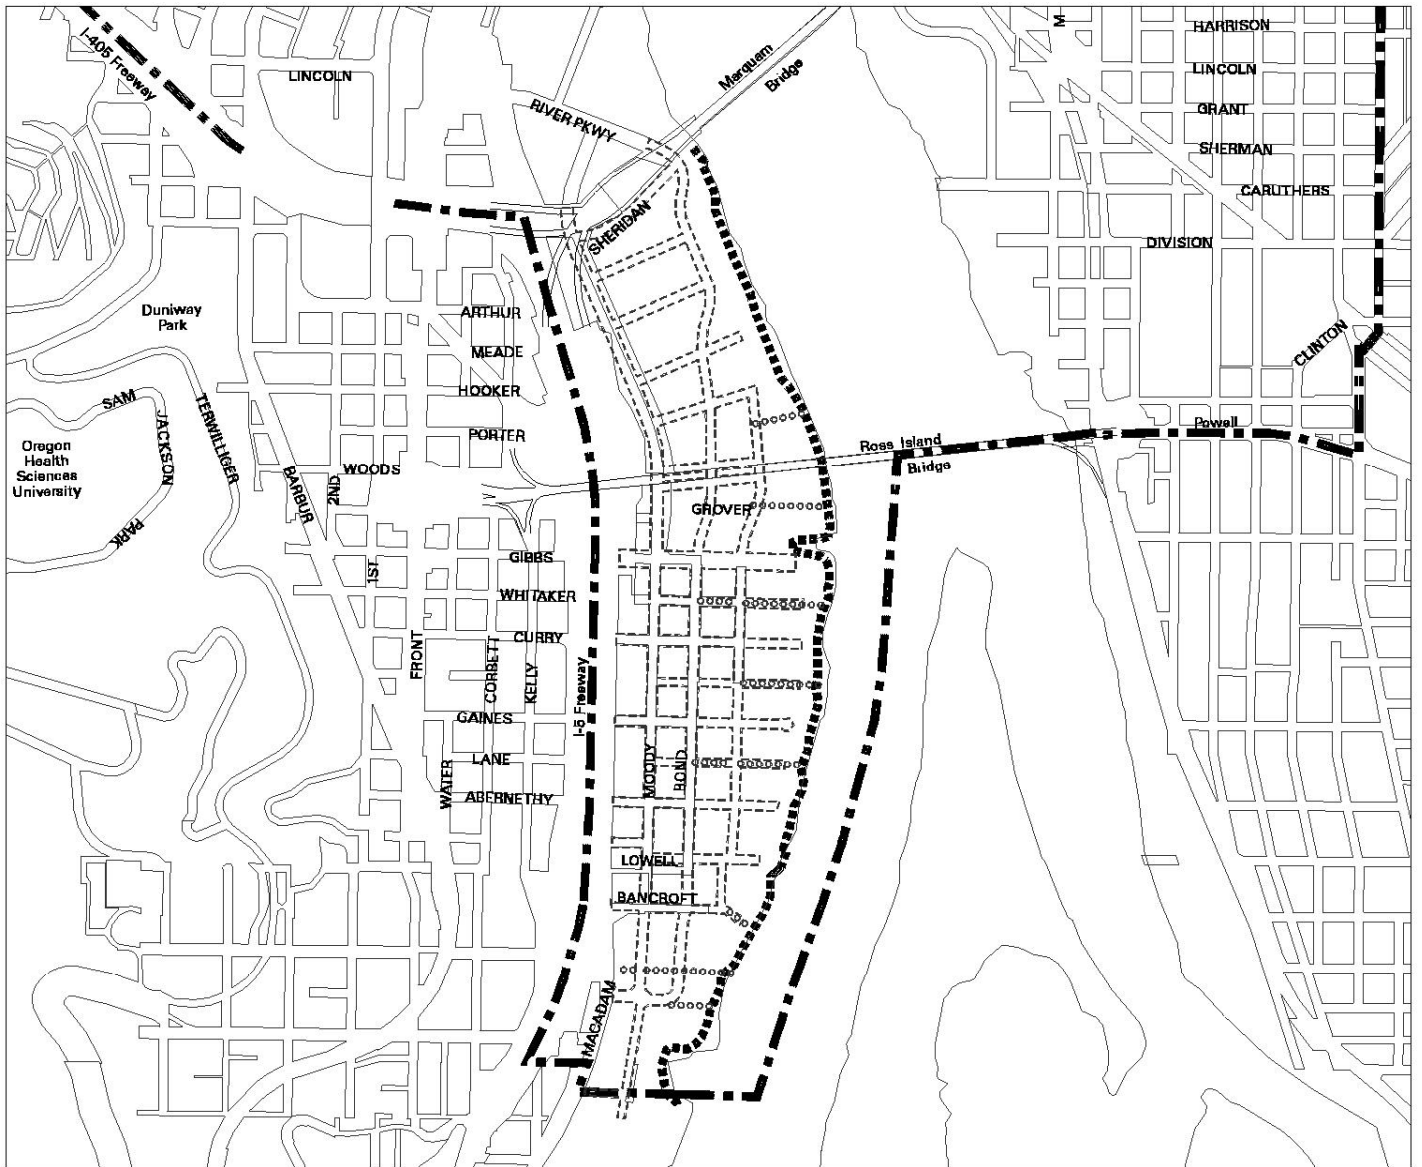 I-405 Freeway
LINCOLN
RIVER PKWY
Marquam
Bridge
M
HARRISON
LINCOLN
GRANT
SHERMAN
CARUTHERS
DIVISION
CLINTON
SHERIDAN
Duniway
Park
ARTHUR
MEADE
HOOKER
PORTER
SAM
JACKSON
PARK
TERWILLIGER
Oregon
Health
Sciences
University
BARBUR
2ND
WOODS
Ross Island
Bridge
Powell
GROVER
1ST
GIBBS
WHITAKER
CURRY
FRONT
CORBETT
KELLY
I-5 Freeway
GAINES
LANE
WATER
ABERNETHY
MOODY
BOND
LOWELL
BANCROFT
MACADAM